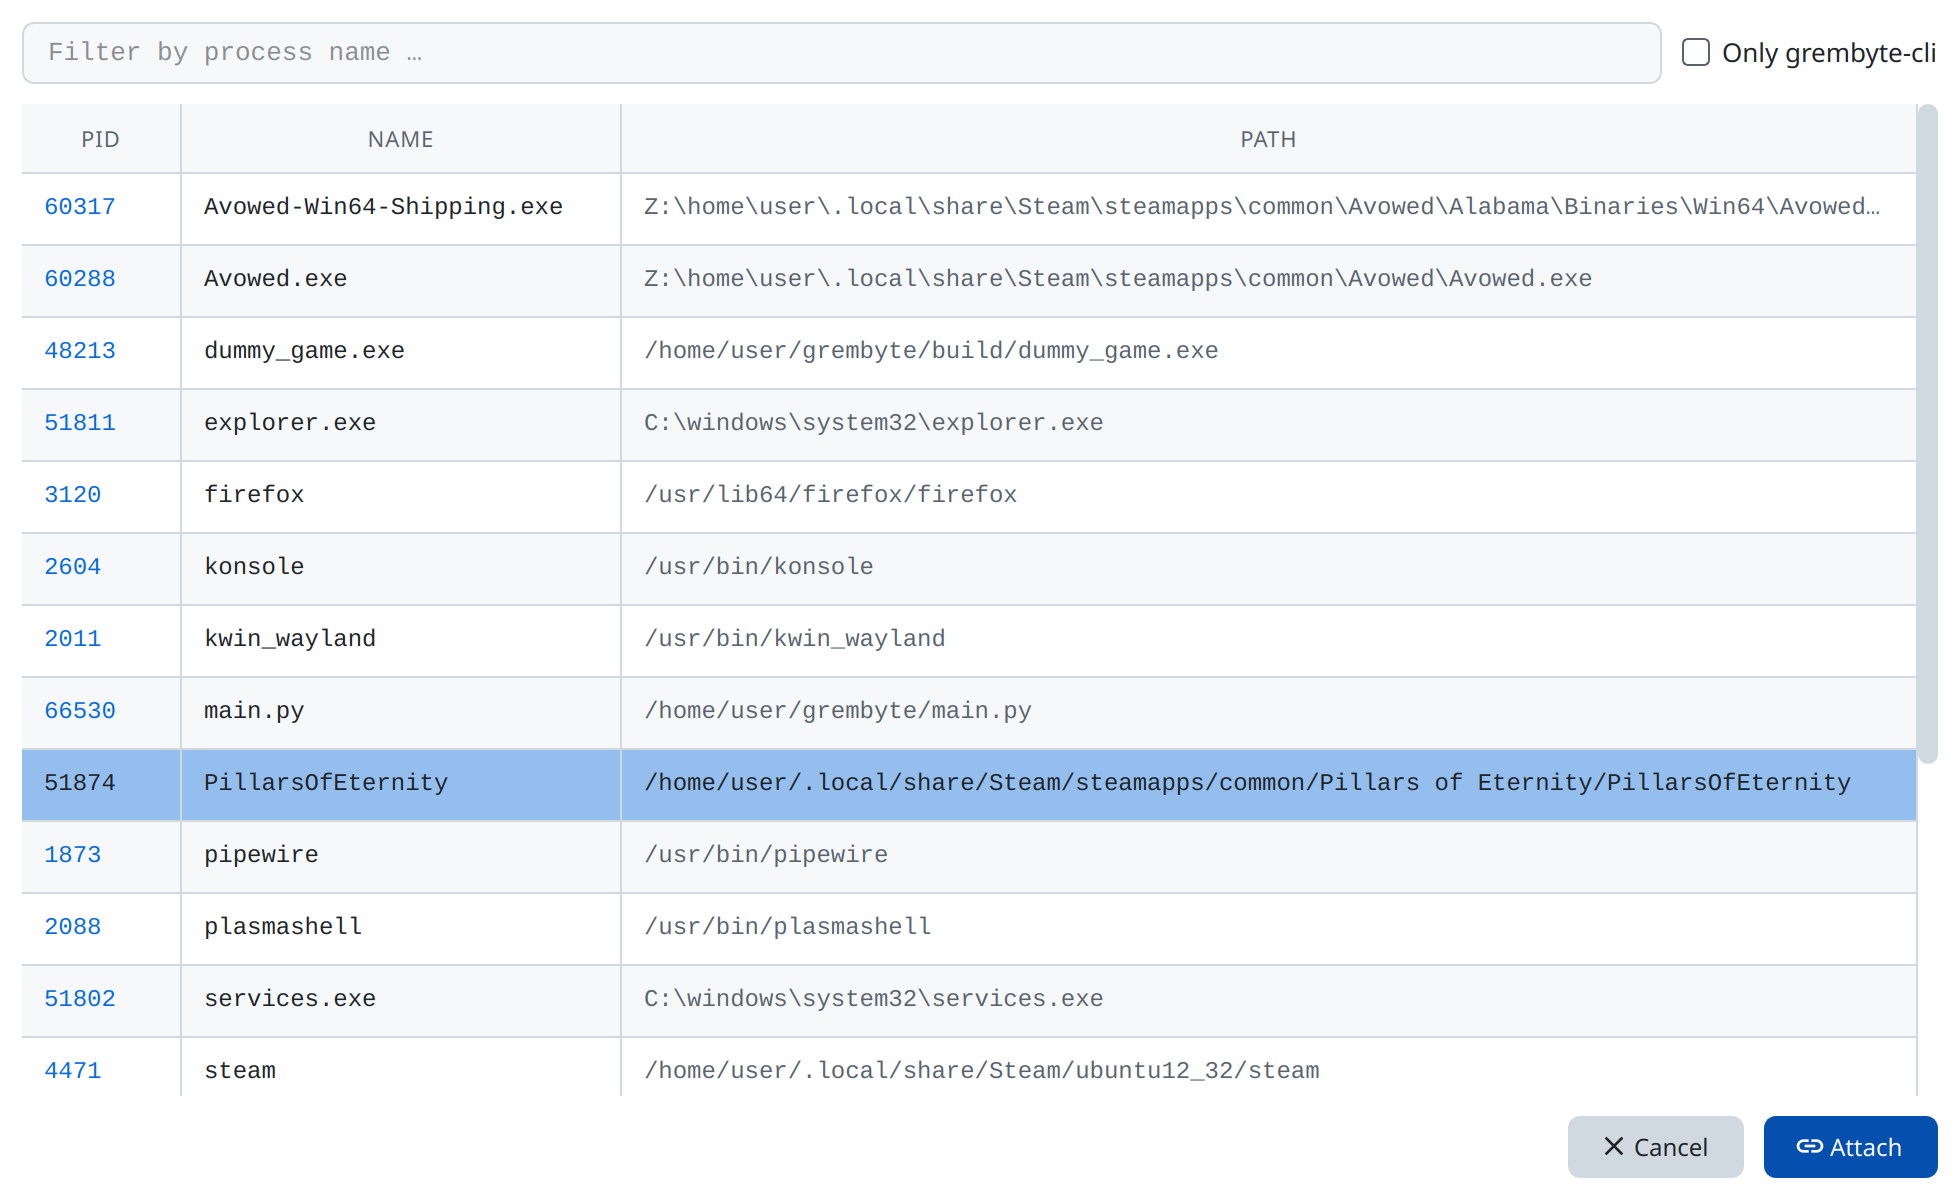 Filter by process name …
Only grembyte-cli
PID NAME PATH
60317 Avowed-Win64-Shipping.exe Z:\home\user\.local\share\Steam\steamapps\common\Avowed\Alabama\Binaries\Win64\Avowed…
60288 Avowed.exe Z:\home\user\.local\share\Steam\steamapps\common\Avowed\Avowed.exe
48213 dummy_game.exe /home/user/grembyte/build/dummy_game.exe
51811 explorer.exe C:\windows\system32\explorer.exe
3120 firefox /usr/lib64/firefox/firefox
2604 konsole /usr/bin/konsole
2011 kwin_wayland /usr/bin/kwin_wayland
66530 main.py /home/user/grembyte/main.py
51874 PillarsOfEternity /home/user/.local/share/Steam/steamapps/common/Pillars of Eternity/PillarsOfEternity
1873 pipewire /usr/bin/pipewire
2088 plasmashell /usr/bin/plasmashell
51802 services.exe C:\windows\system32\services.exe
4471 steam /home/user/.local/share/Steam/ubuntu12_32/steam
Cancel
Attach